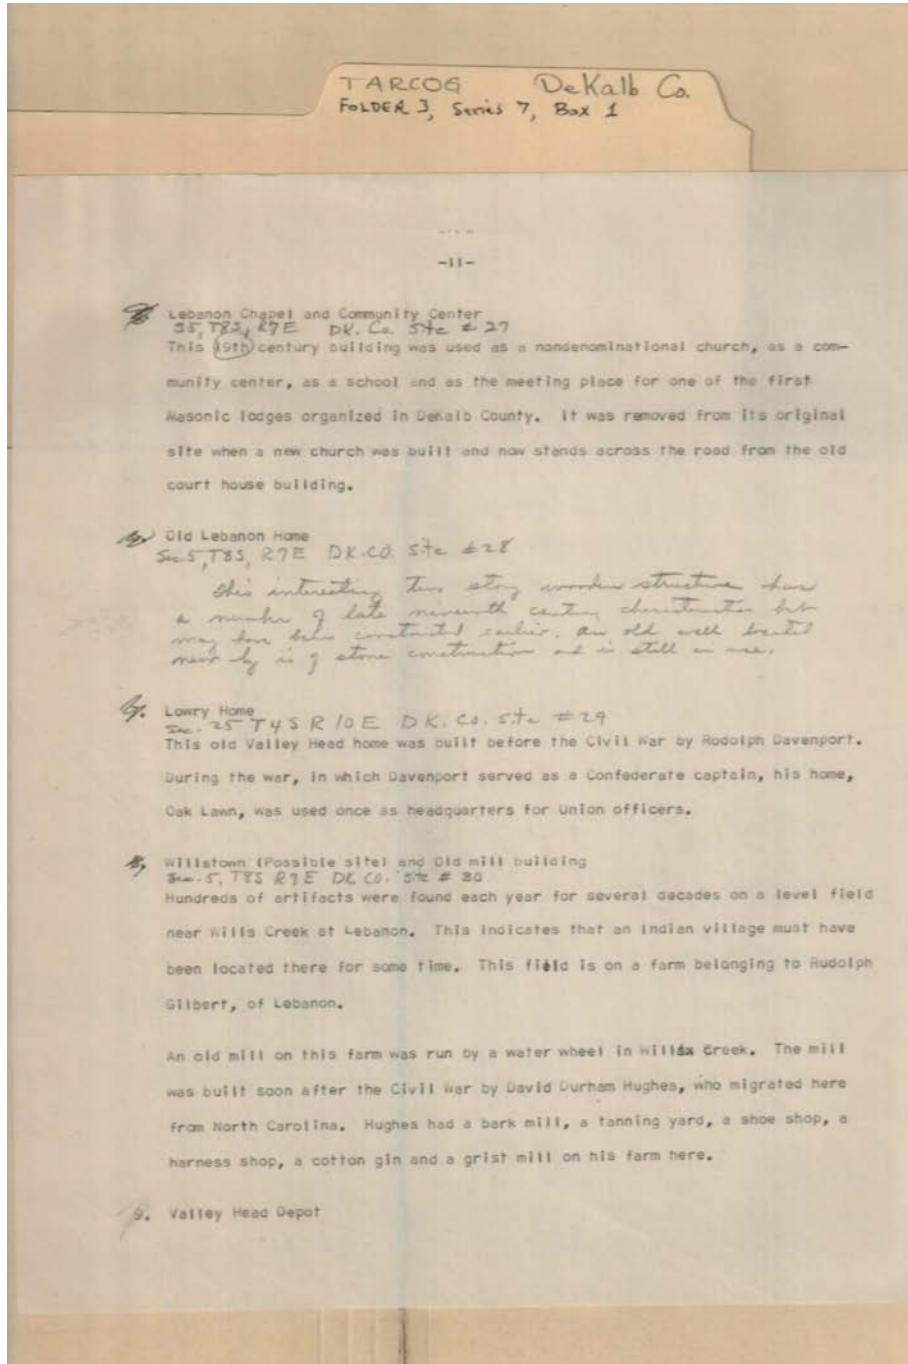 TARCOG DeKalb Co.
FOLDER 3, Series 7, Box 1
-11-
Lebanon Chapel and Community Center
S5, T8S, R7E DK. Co. Site # 27
This 19th century building was used as a nondenominational church, as a com-
munity center, as a school and as the meeting place for one of the first
Masonic lodges organized in DeKalb County. It was removed from its original
site when a new church was built and now stands across the road from the old
court house building.
Old Lebanon Home
Sec 5, T8S, R7E DK.CO. Site #28
This interesting two story wooden structure has
a number of late nineteenth century characteristics but
may have been constructed earlier. An old well located
near by is of stone construction and is still in use.
Lowry Home
Sec. 25 T4S R10E DK. Co. Site #29
This old Valley Head home was built before the Civil War by Rodolph Davenport.
During the war, in which Davenport served as a Confederate captain, his home,
Oak Lawn, was used once as headquarters for Union officers.
Willstown (Possible site) and Old mill building
Sec. 5, T8S R7E DK CO. Site # 30
Hundreds of artifacts were found each year for several decades on a level field
near Wills Creek at Lebanon. This indicates that an Indian village must have
been located there for some time. This field is on a farm belonging to Rudolph
Gilbert, of Lebanon.
An old mill on this farm was run by a water wheel in Wills Creek. The mill
was built soon after the Civil War by David Durham Hughes, who migrated here
from North Carolina. Hughes had a bark mill, a tanning yard, a shoe shop, a
harness shop, a cotton gin and a grist mill on his farm here.
9. Valley Head Depot